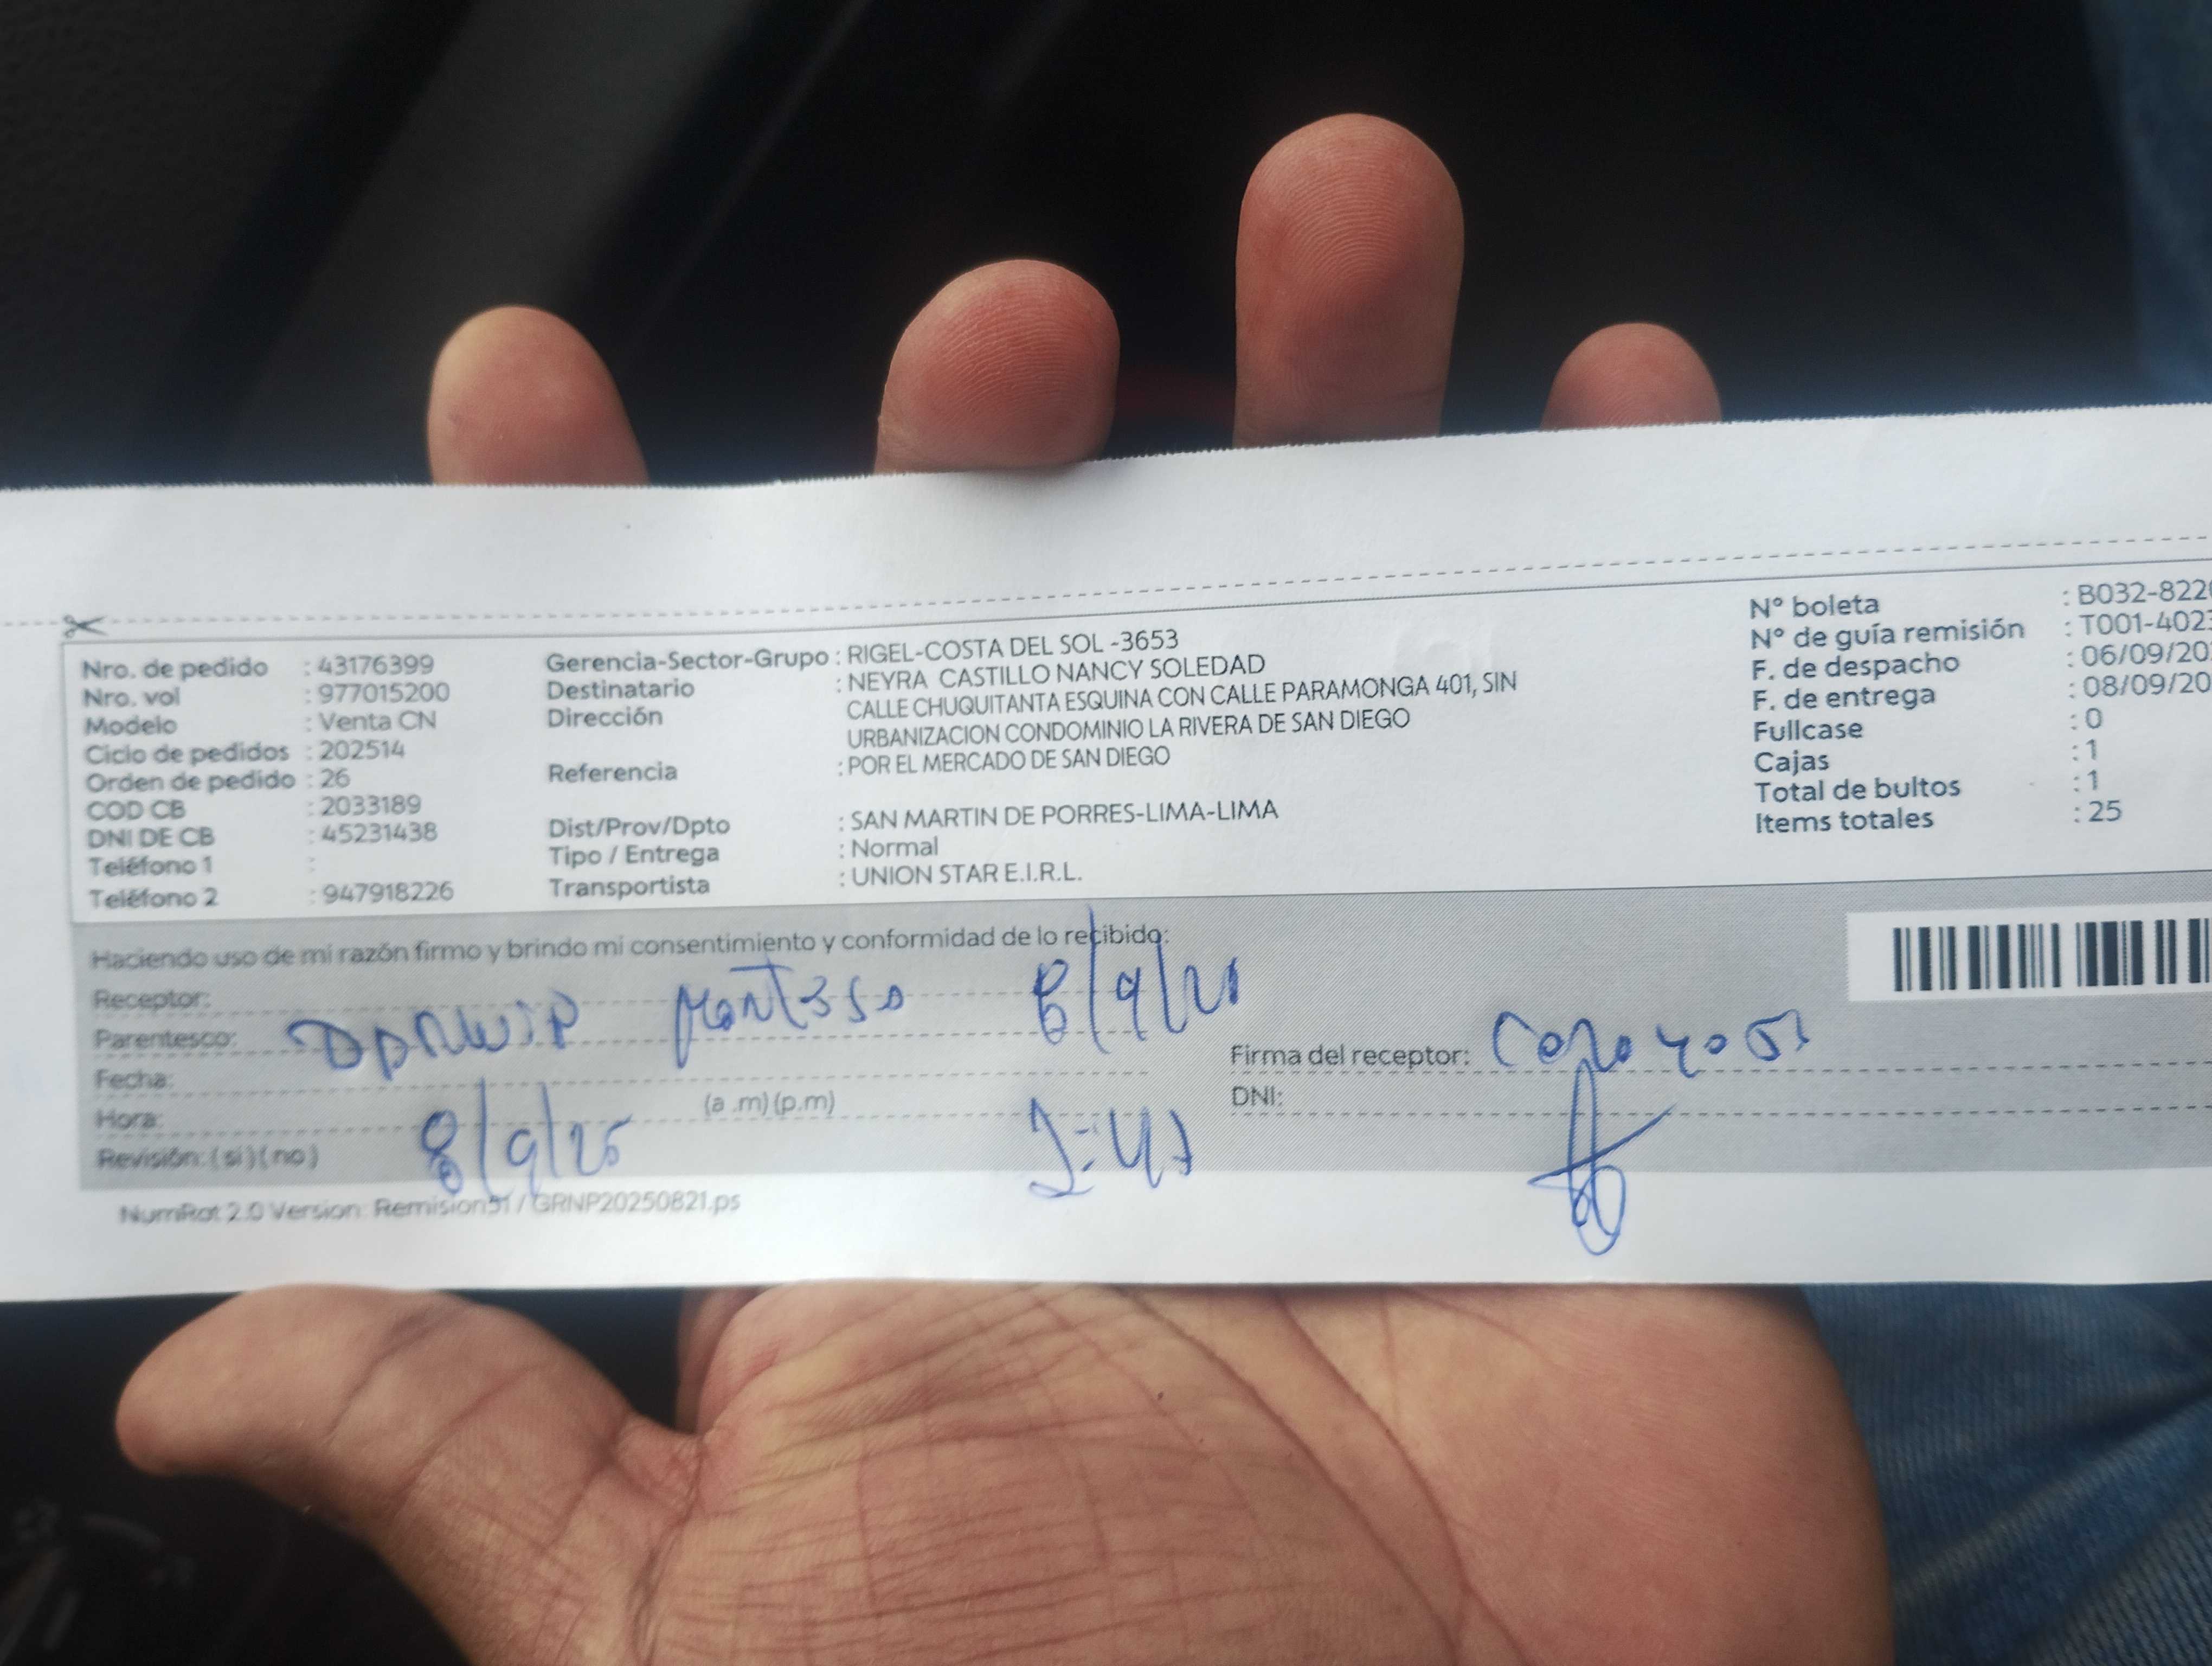 Nro. de pedido : 43176399
Nro. vol : 977015200
Modelo : Venta CN
Ciclo de pedidos : 202514
Orden de pedido : 26
COD CB : 2033189
DNI DE CB : 45231438
Teléfono 1 :
Teléfono 2 : 947918226
Gerencia-Sector-Grupo : RIGEL-COSTA DEL SOL -3653
Destinatario : NEYRA CASTILLO NANCY SOLEDAD
Dirección CALLE CHUQUITANTA ESQUINA CON CALLE PARAMONGA 401, SIN
URBANIZACION CONDOMINIO LA RIVERA DE SAN DIEGO
Referencia : POR EL MERCADO DE SAN DIEGO
Dist/Prov/Dpto : SAN MARTIN DE PORRES-LIMA-LIMA
Tipo / Entrega : Normal
Transportista : UNION STAR E.I.R.L.
N° boleta : B032-822
N° de guía remisión : T001-402
F. de despacho : 06/09/20
F. de entrega : 08/09/20
Fullcase : 0
Cajas : 1
Total de bultos : 1
Items totales : 25
Haciendo uso de mi razón firmo y brindo mi consentimiento y conformidad de lo recibido:
Receptor:
Parentesco:
Fecha:
Hora: (a .m) (p.m)
Revisión: (si) (no) 8/9/25
Firma del receptor:
DNI:
NumRot 2.0 Version: Remision51 / GRNP20250821.ps